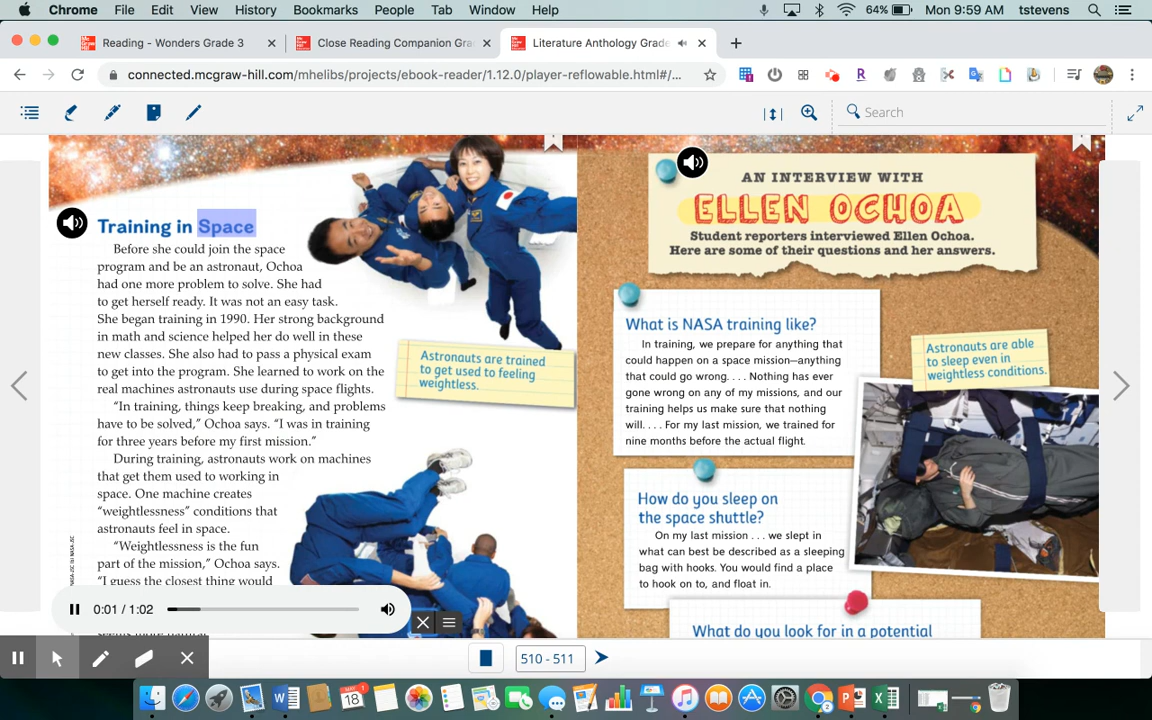 Chrome File Edit View History Bookmarks People Tab Window Help 64% Mon 9:59 AM tstevens
Reading - Wonders Grade 3
Close Reading Companion Gra
Literature Anthology Grade
connected.mcgraw-hill.com/mhelibs/projects/ebook-reader/1.12.0/player-reflowable.html#/...
Search
Training in Space
Before she could join the space
program and be an astronaut, Ochoa
had one more problem to solve. She had
to get herself ready. It was not an easy task.
She began training in 1990. Her strong background
in math and science helped her do well in these
new classes. She also had to pass a physical exam
to get into the program. She learned to work on the
real machines astronauts use during space flights.
“In training, things keep breaking, and problems
have to be solved,” Ochoa says. “I was in training
for three years before my first mission.”
During training, astronauts work on machines
that get them used to working in
space. One machine creates
“weightlessness” conditions that
astronauts feel in space.
“Weightlessness is the fun
part of the mission,” Ochoa says.
“I guess the closest thing would
Astronauts are trained
to get used to feeling
weightless.
0:01 / 1:02
AN INTERVIEW WITH
ELLEN OCHOA
Student reporters interviewed Ellen Ochoa.
Here are some of their questions and her answers.
What is NASA training like?
In training, we prepare for anything that
could happen on a space mission—anything
that could go wrong. . . . Nothing has ever
gone wrong on any of my missions, and our
training helps us make sure that nothing
will. . . . For my last mission, we trained for
nine months before the actual flight.
Astronauts are able
to sleep even in
weightless conditions.
How do you sleep on
the space shuttle?
On my last mission . . . we slept in
what can best be described as a sleeping
bag with hooks. You would find a place
to hook on to, and float in.
What do you look for in a potential
510 - 511